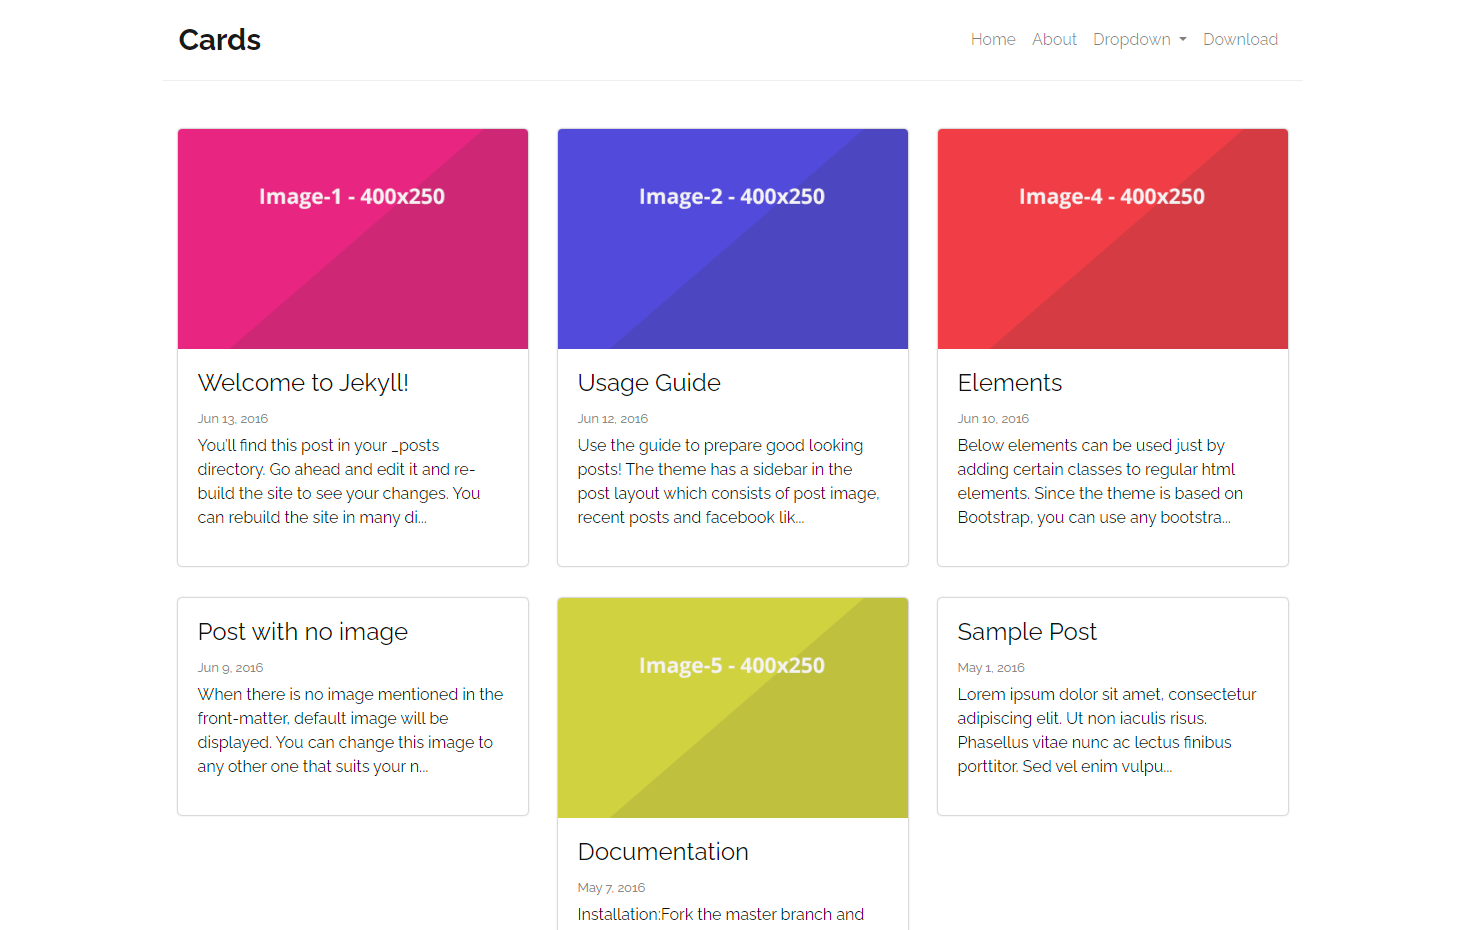 Cards
Home
About
Dropdown
Download
Image-1 - 400x250
Welcome to Jekyll!
Jun 13, 2016
You'll find this post in your _posts
directory. Go ahead and edit it and re-
build the site to see your changes. You
can rebuild the site in many di...
Image-2 - 400x250
Usage Guide
Jun 12, 2016
Use the guide to prepare good looking
posts! The theme has a sidebar in the
post layout which consists of post image,
recent posts and facebook lik...
Image-4 - 400x250
Elements
Jun 10, 2016
Below elements can be used just by
adding certain classes to regular html
elements. Since the theme is based on
Bootstrap, you can use any bootstra...
Post with no image
Jun 9, 2016
When there is no image mentioned in the
front-matter, default image will be
displayed. You can change this image to
any other one that suits your n...
Image-5 - 400x250
Documentation
May 7, 2016
Installation:Fork the master branch and
Sample Post
May 1, 2016
Lorem ipsum dolor sit amet, consectetur
adipiscing elit. Ut non iaculis risus.
Phasellus vitae nunc ac lectus finibus
porttitor. Sed vel enim vulpu...